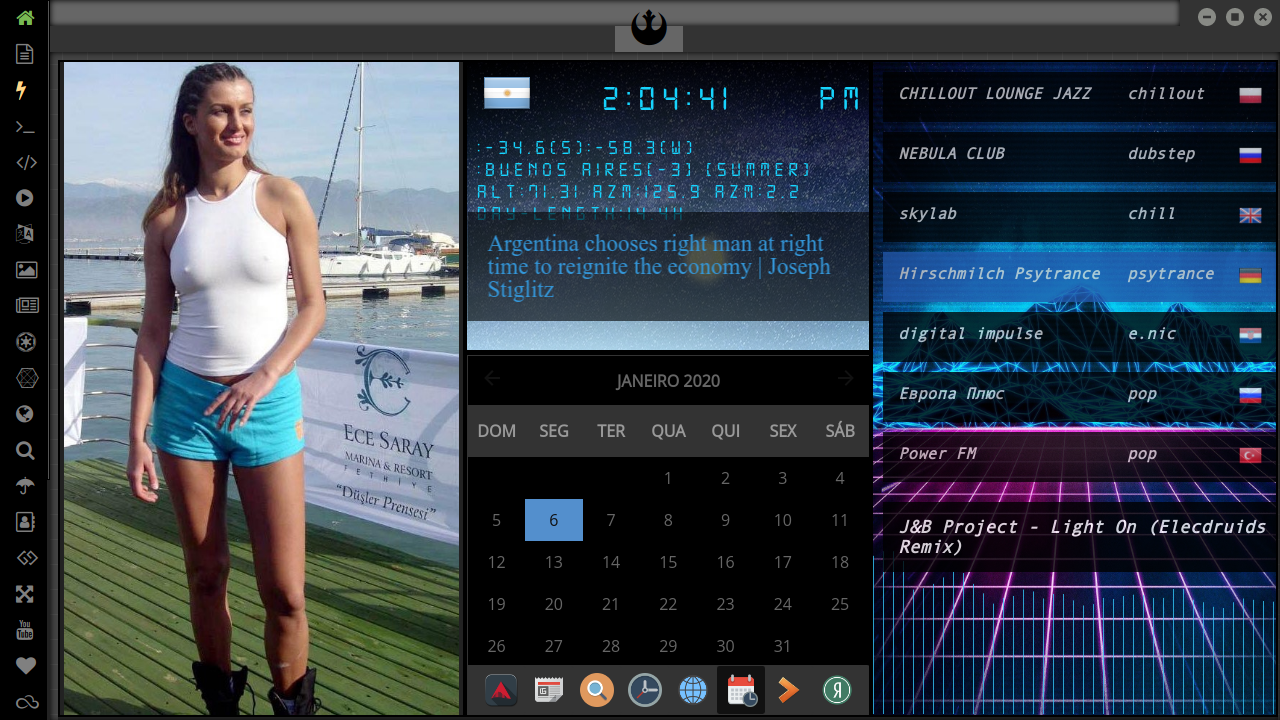 2:04:41 PM
:-34.6(S):-58.3(W)
:BUENOS AIRES[-3] (SUMMER)
ALT:71.31 AZM:125.9 AZM:2.2
DAY LENGTH:14.4H
Argentina chooses right man at right
time to reignite the economy | Joseph
Stiglitz
ECE SARAY
MARINA & RESORT
FETHİYE
“Düşler Prensesi”
JANEIRO 2020
DOM SEG TER QUA QUI SEX SÁB
1 2 3 4
5 6 7 8 9 10 11
12 13 14 15 16 17 18
19 20 21 22 23 24 25
26 27 28 29 30 31
CHILLOUT LOUNGE JAZZ chillout
NEBULA CLUB dubstep
skylab chill
Hirschmilch Psytrance psytrance
digital impulse e.nic
Европа Плюс pop
Power FM pop
J&B Project - Light On (Elecdruids
Remix)
You
Tube
Я